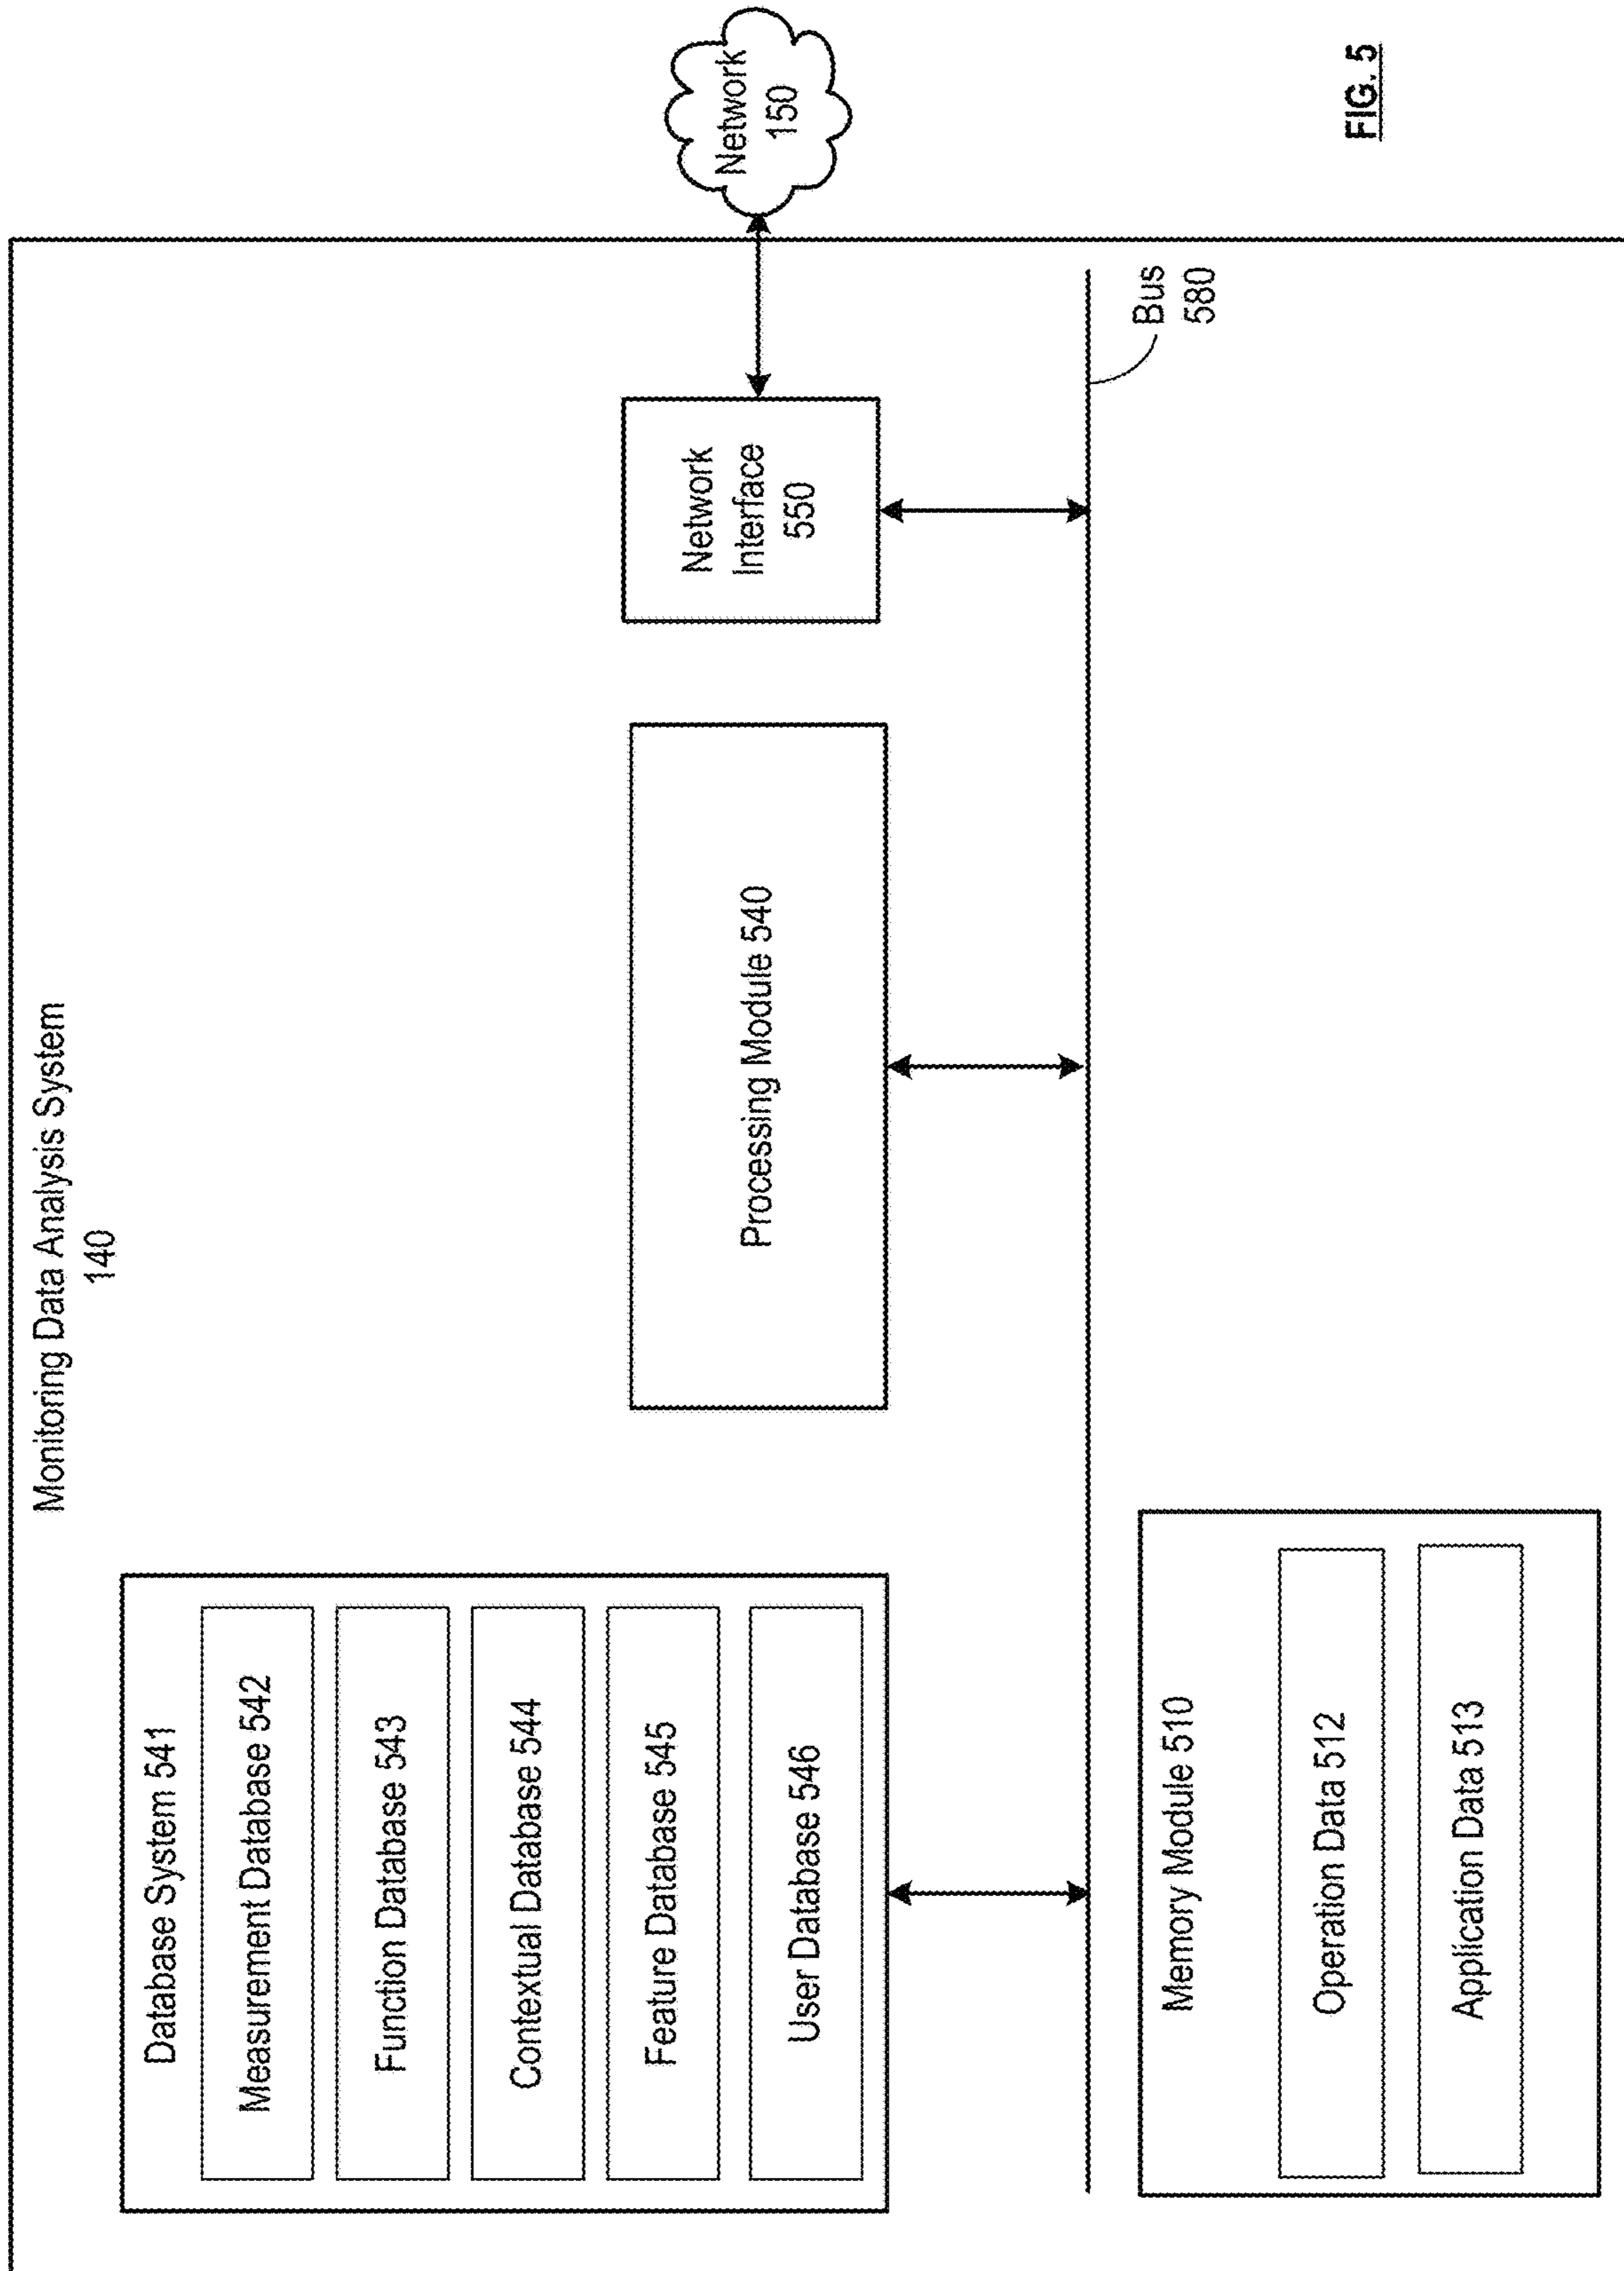 Monitoring Data Analysis System
140
Database System 541
Measurement Database 542
Function Database 543
Contextual Database 544
Feature Database 545
User Database 546
Processing Module 540
Network
Interface
550
Network
150
Bus
580
Memory Module 510
Operation Data 512
Application Data 513
FIG. 5